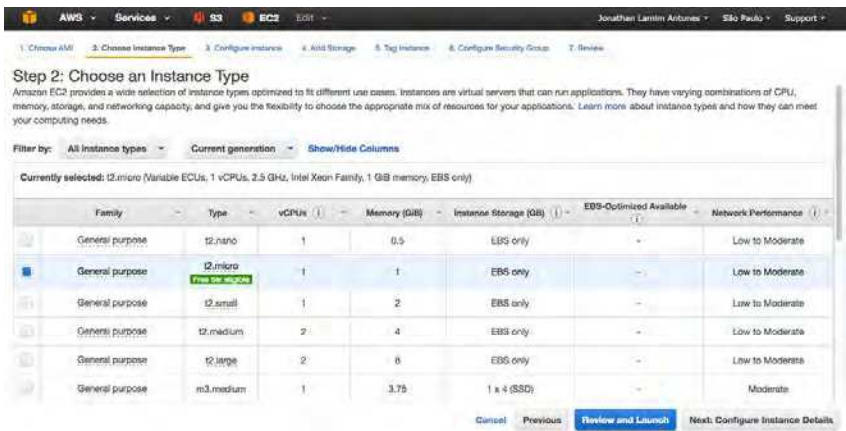 AWS Services S3 EC2 Edit Jonathan Lamim Antunes São Paulo Support
1. Choose AMI 2. Choose Instance Type 3. Configure Instance 4. Add Storage 5. Tag Instance 6. Configure Security Group 7. Review
Step 2: Choose an Instance Type
Amazon EC2 provides a wide selection of instance types optimized to fit different use cases. Instances are virtual servers that can run applications. They have varying combinations of CPU,
memory, storage, and networking capacity, and give you the flexibility to choose the appropriate mix of resources for your applications. Learn more about instance types and how they can meet
your computing needs.
Filter by: All instance types Current generation Show/Hide Columns
Currently selected: t2.micro (Variable ECUs, 1 vCPUs, 2.5 GHz, Intel Xeon Family, 1 GiB memory, EBS only)
Family Type vCPUs Memory (GiB) Instance Storage (GB) EBS-Optimized Available Network Performance
General purpose t2.nano 1 0.5 EBS only - Low to Moderate
General purpose t2.micro 1 1 EBS only - Low to Moderate
Free tier eligible
General purpose t2.small 1 2 EBS only - Low to Moderate
General purpose t2.medium 2 4 EBS only - Low to Moderate
General purpose t2.large 2 8 EBS only - Low to Moderate
General purpose m3.medium 1 3.75 1 x 4 (SSD) - Moderate
Cancel Previous Review and Launch Next: Configure Instance Details